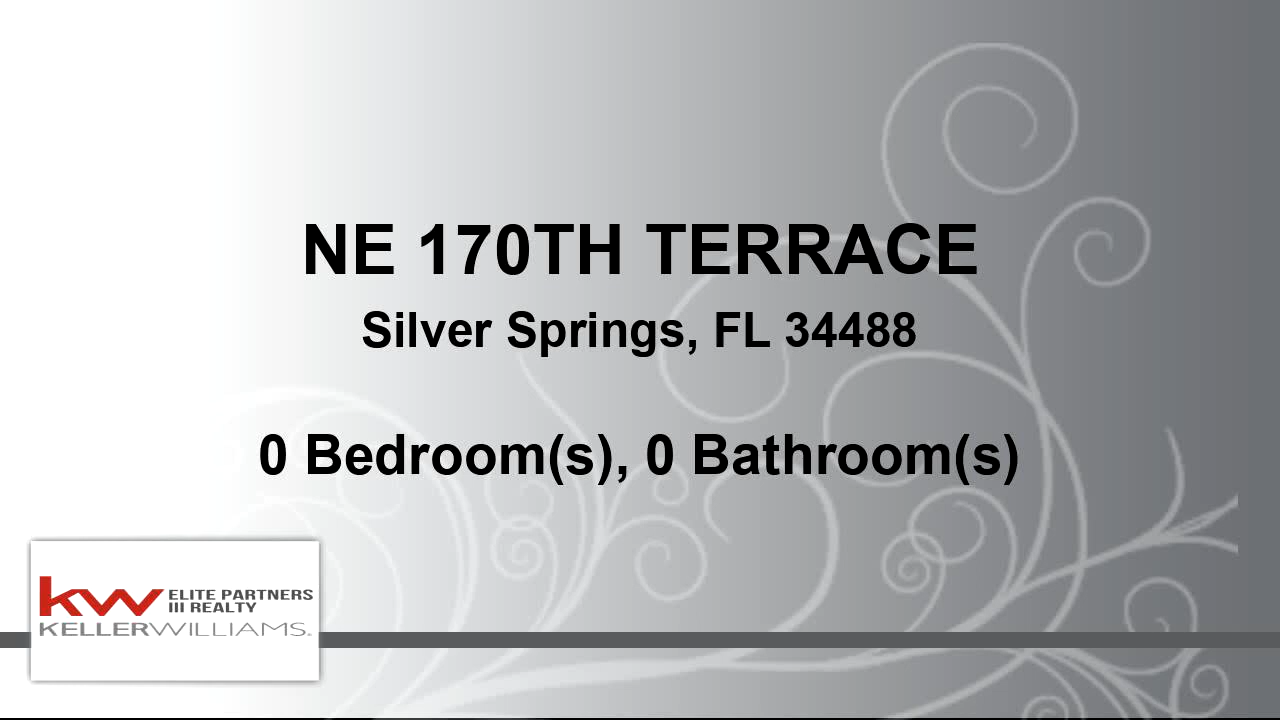 NE 170TH TERRACE
Silver Springs, FL 34488
0 Bedroom(s), 0 Bathroom(s)
kw ELITE PARTNERS
III REALTY
KELLERWILLIAMS.